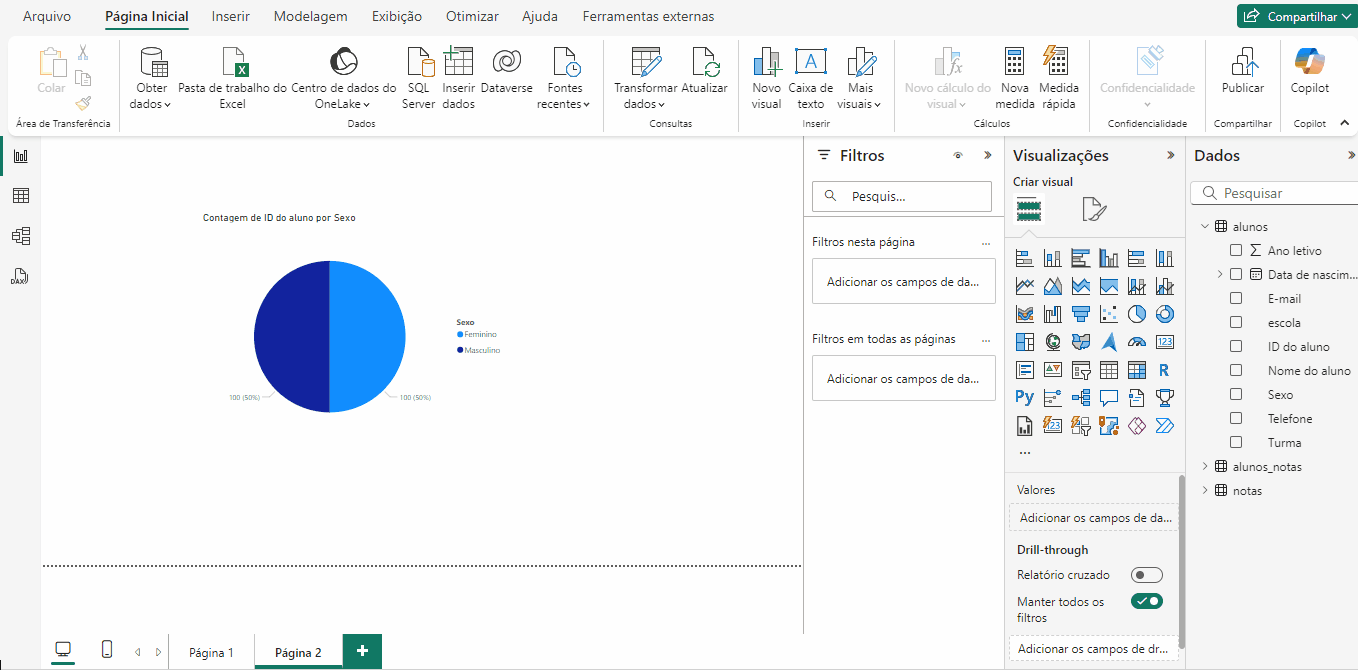 Arquivo
Página Inicial
Inserir
Modelagem
Exibição
Otimizar
Ajuda
Ferramentas externas
Compartilhar
Colar
Obter
dados
Pasta de trabalho do
Excel
Centro de dados do
OneLake
SQL
Server
Inserir
dados
Dataverse
Fontes
recentes
Transformar
dados
Atualizar
Novo
visual
Caixa de
texto
Mais
visuais
Novo cálculo do
visual
Nova
medida
Medida
rápida
Confidencialidade
Publicar
Copilot
Área de Transferência
Dados
Consultas
Inserir
Cálculos
Confidencialidade
Compartilhar
Copilot
DAX
Contagem de ID do aluno por Sexo
Sexo
Feminino
Masculino
100 (50%)
100 (50%)
Filtros
Pesquis...
Filtros nesta página
...
Adicionar os campos de da...
Filtros em todas as páginas
...
Adicionar os campos de da...
Visualizações
Criar visual
123
R
Py
123
...
Valores
Adicionar os campos de da...
Drill-through
Relatório cruzado
Manter todos os
filtros
Adicionar os campos de dr...
Dados
Pesquisar
alunos
Ano letivo
Data de nascim...
E-mail
escola
ID do aluno
Nome do aluno
Sexo
Telefone
Turma
alunos_notas
notas
Página 1
Página 2
+